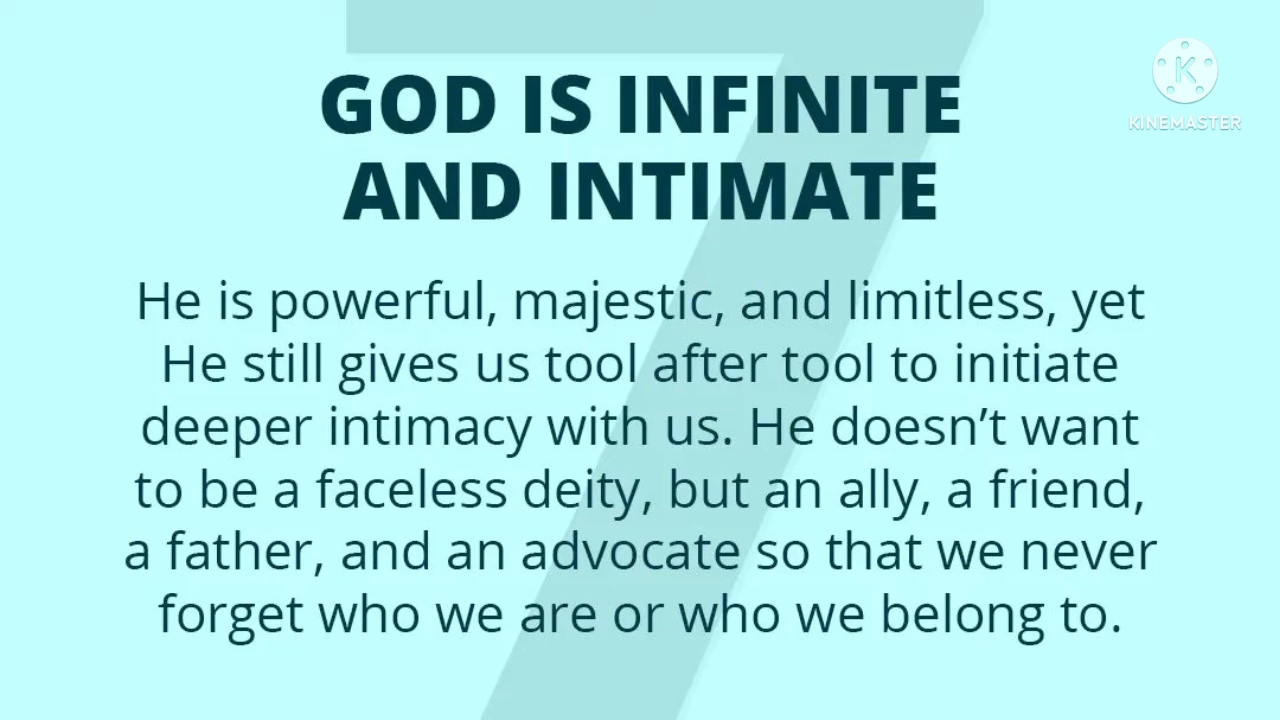 GOD IS INFINITE
AND INTIMATE
He is powerful, majestic, and limitless, yet
He still gives us tool after tool to initiate
deeper intimacy with us. He doesn’t want
to be a faceless deity, but an ally, a friend,
a father, and an advocate so that we never
forget who we are or who we belong to.
7
K
KINEMASTER